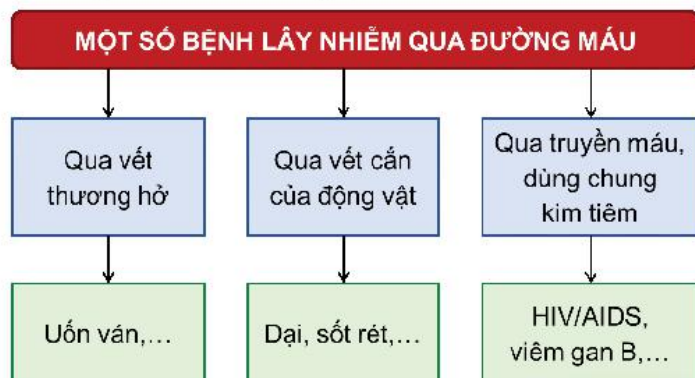 MỘT SỐ BỆNH LÂY NHIỄM QUA ĐƯỜNG MÁU
Qua vết
thương hở
Qua vết cắn
của động vật
Qua truyền máu,
dùng chung
kim tiêm
Uốn ván,...
Dại, sốt rét,...
HIV/AIDS,
viêm gan B,...